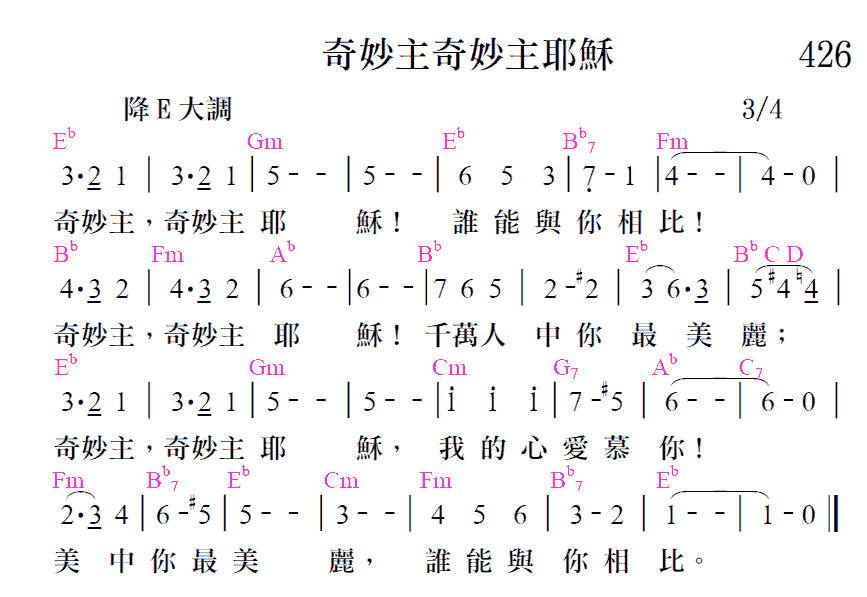 奇妙主奇妙主耶穌 426
降E大調 3/4
E♭ Gm E♭ B♭7 Fm
3·2 1 | 3·2 1 | 5 - - | 5 - - | 6 5 3 | 7̣ - 1 | 4 - - | 4 - 0 |
奇妙主，奇妙主 耶 穌！ 誰 能 與 你 相 比！
B♭ Fm A♭ B♭ E♭ B♭ C D
4·3 2 | 4·3 2 | 6 - - | 6 - - | 7 6 5 | 2 - ♯2 | 3 6·3 | 5 ♯4 ♮4 |
奇妙主，奇妙主 耶 穌！ 千萬人 中 你 最 美 麗；
E♭ Gm Cm G7 A♭ C7
3·2 1 | 3·2 1 | 5 - - | 5 - - | i i i | 7 - ♯5 | 6 - - | 6 - 0 |
奇妙主，奇妙主 耶 穌， 我 的 心 愛 慕 你！
Fm B♭7 E♭ Cm Fm B♭7 E♭
2·3 4 | 6 - ♯5 | 5 - - | 3 - - | 4 5 6 | 3 - 2 | 1 - - | 1 - 0 ‖
美 中 你 最 美 麗， 誰 能 與 你 相 比。